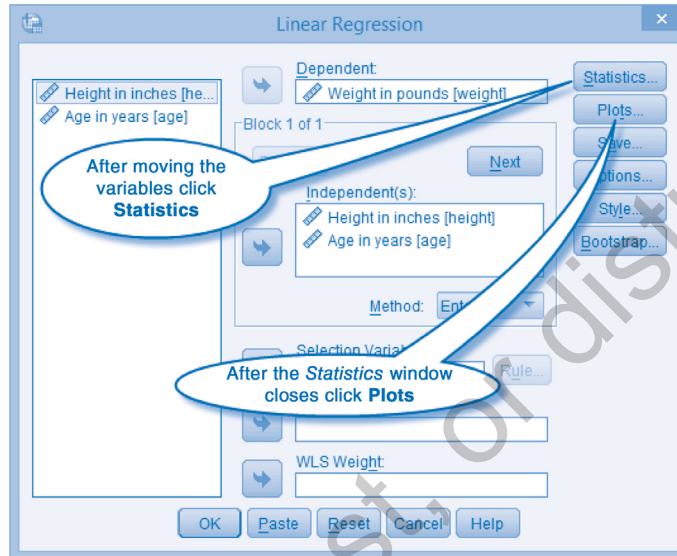 Linear Regression
Height in inches [he...
Age in years [age]
Dependent:
Weight in pounds [weight]
Block 1 of 1
Next
Independent(s):
Height in inches [height]
Age in years [age]
Method:
Statistics...
Plots...
Style...
Bootstrap...
After moving the
variables click
Statistics
Rule...
After the Statistics window
closes click Plots
WLS Weight:
OK
Paste
Reset
Cancel
Help